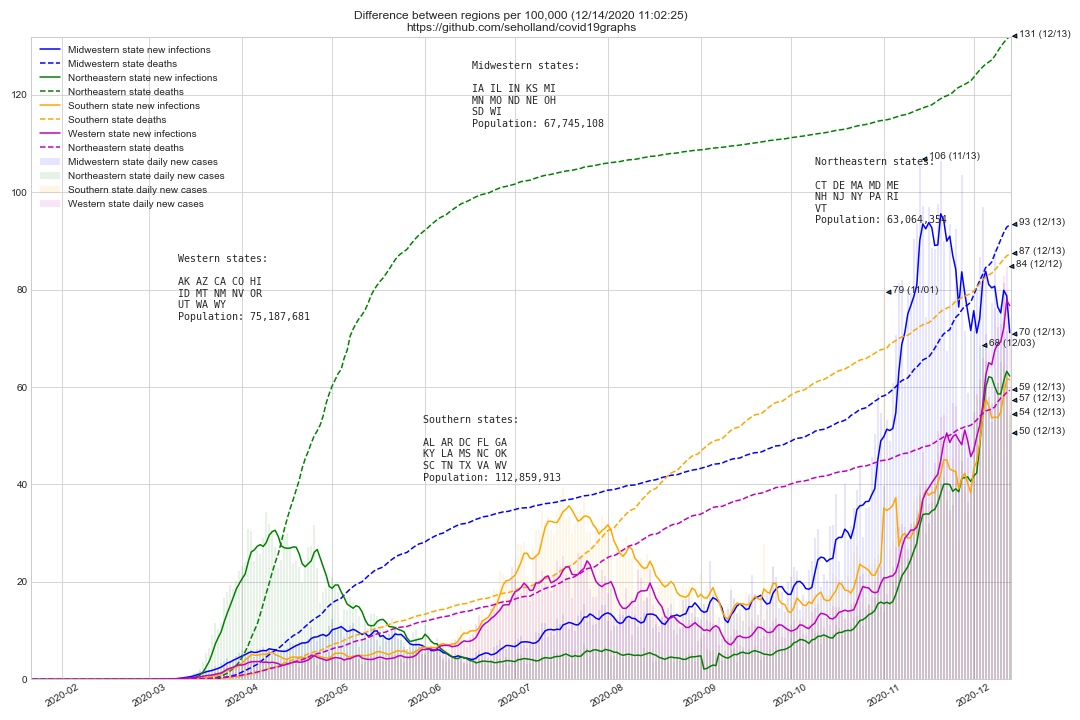 Difference between regions per 100,000 (12/14/2020 11:02:25)
https://github.com/seholland/covid19graphs
Midwestern state new infections
Midwestern state deaths
Northeastern state new infections
Northeastern state deaths
Southern state new infections
Southern state deaths
Western state new infections
Northeastern state deaths
Midwestern state daily new cases
Northeastern state daily new cases
Southern state daily new cases
Western state daily new cases
Midwestern states:
IA IL IN KS MI
MN MO ND NE OH
SD WI
Population: 67,745,108
Northeastern states:
CT DE MA MD ME
NH NJ NY PA RI
VT
Population: 63,064,354
Western states:
AK AZ CA CO HI
ID MT NM NV OR
UT WA WY
Population: 75,187,681
Southern states:
AL AR DC FL GA
KY LA MS NC OK
SC TN TX VA WV
Population: 112,859,913
131 (12/13)
106 (11/13)
93 (12/13)
87 (12/13)
84 (12/12)
79 (11/01)
70 (12/13)
68 (12/03)
59 (12/13)
57 (12/13)
54 (12/13)
50 (12/13)
120
100
80
60
40
20
0
2020-02
2020-03
2020-04
2020-05
2020-06
2020-07
2020-08
2020-09
2020-10
2020-11
2020-12